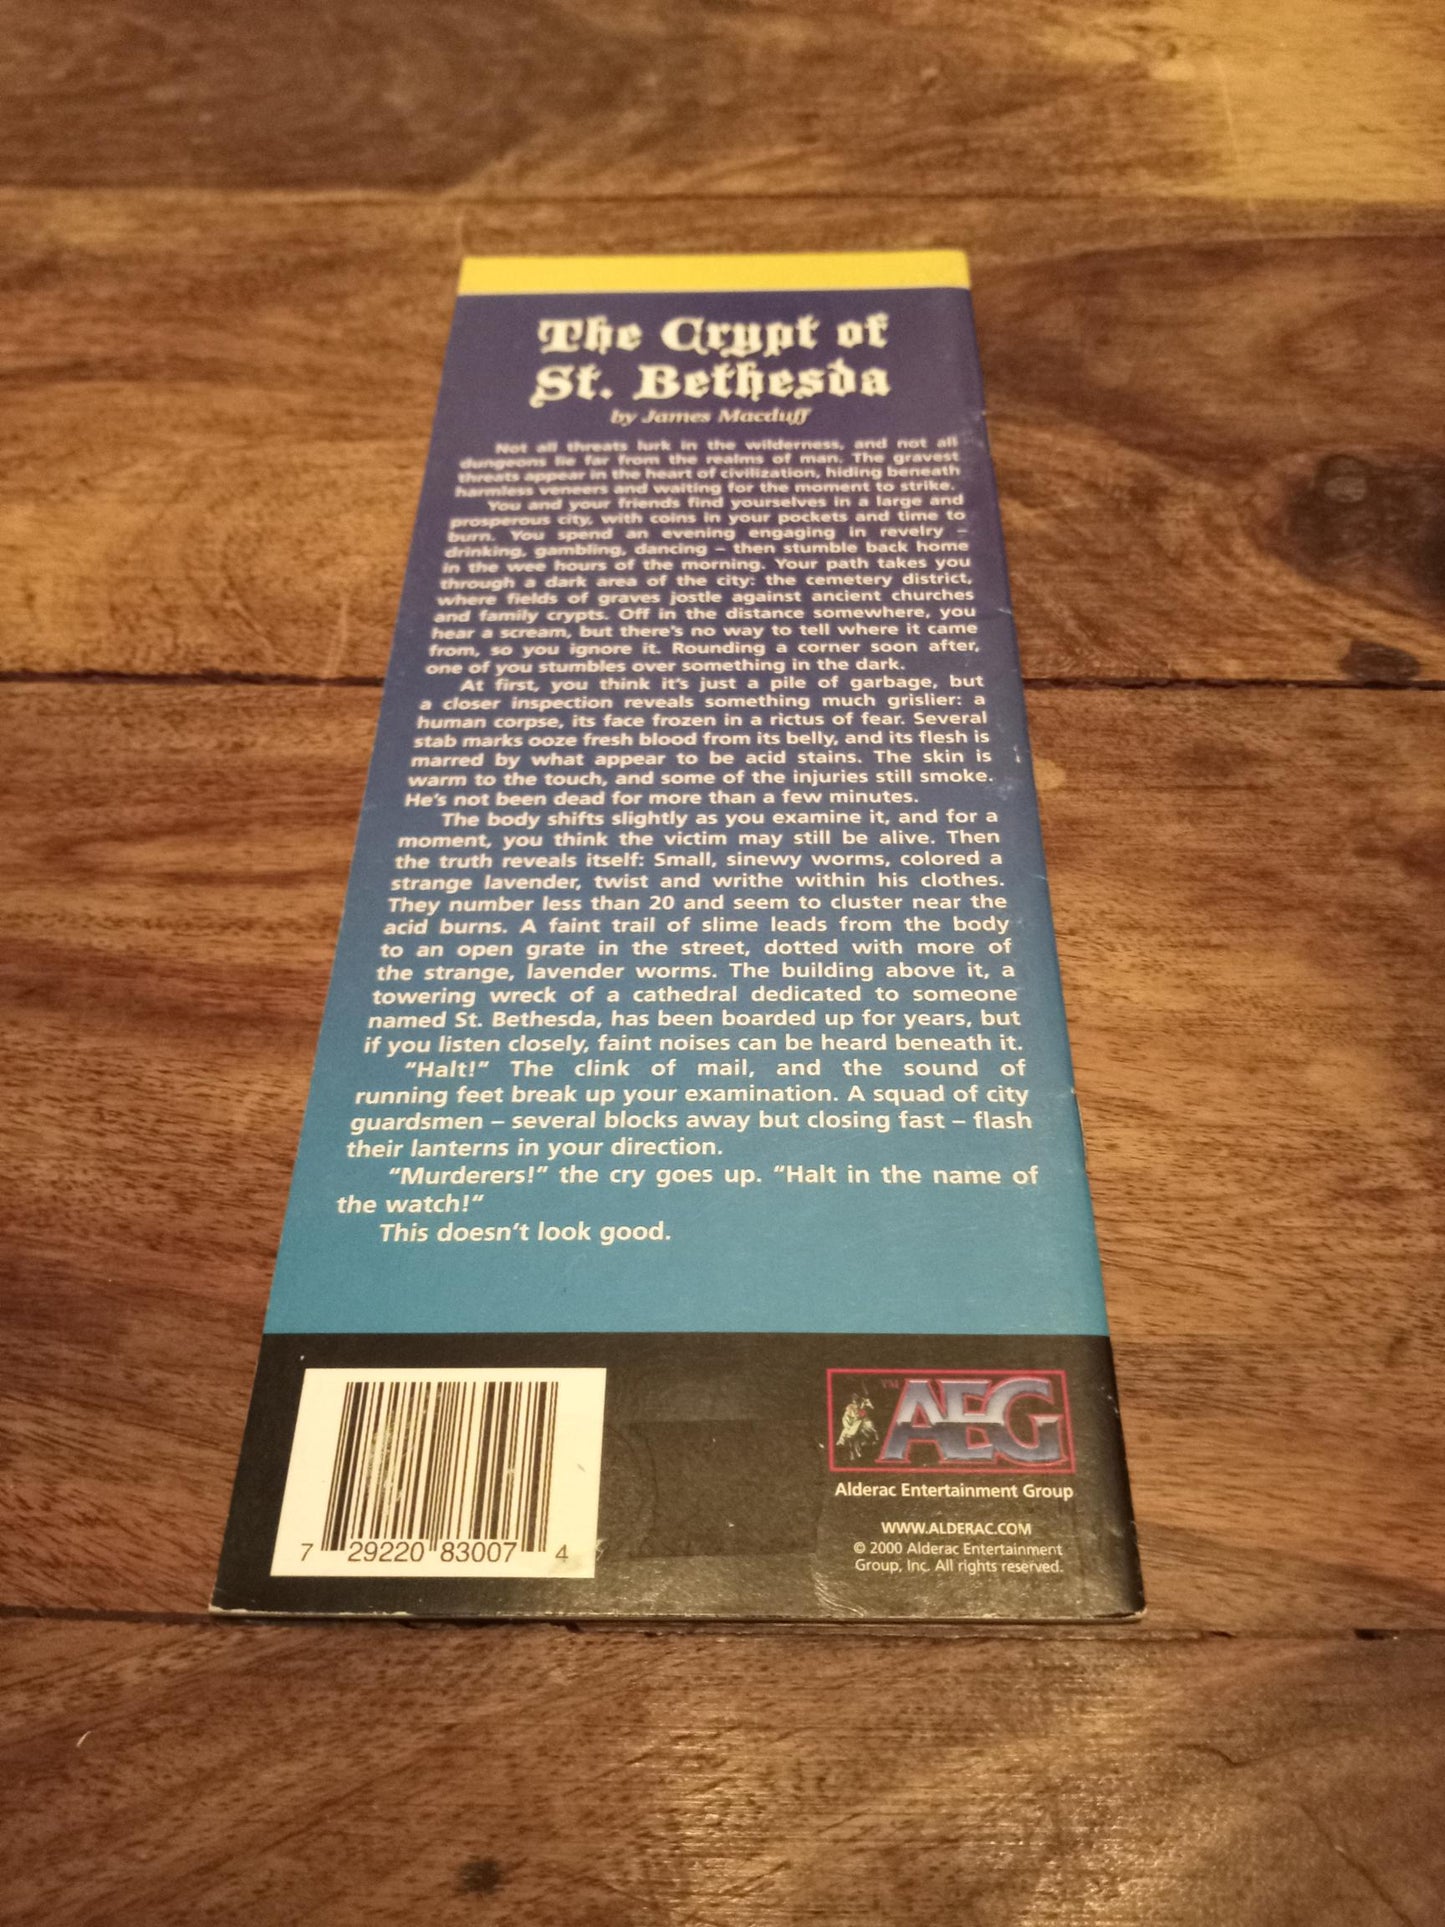 The Crypt of
St. Bethesda
by James Macduff
Not all threats lurk in the wilderness, and not all
dungeons lie far from the realms of man. The gravest
threats appear in the heart of civilization, hiding beneath
harmless veneers and waiting for the moment to strike.
You and your friends find yourselves in a large and
prosperous city, with coins in your pockets and time to
burn. You spend an evening engaging in revelry –
drinking, gambling, dancing – then stumble back home
in the wee hours of the morning. Your path takes you
through a dark area of the city: the cemetery district,
where fields of graves jostle against ancient churches
and family crypts. Off in the distance somewhere, you
hear a scream, but there's no way to tell where it came
from, so you ignore it. Rounding a corner soon after,
one of you stumbles over something in the dark.
At first, you think it's just a pile of garbage, but
a closer inspection reveals something much grislier: a
human corpse, its face frozen in a rictus of fear. Several
stab marks ooze fresh blood from its belly, and its flesh is
marred by what appear to be acid stains. The skin is
warm to the touch, and some of the injuries still smoke.
He's not been dead for more than a few minutes.
The body shifts slightly as you examine it, and for a
moment, you think the victim may still be alive. Then
the truth reveals itself: Small, sinewy worms, colored a
strange lavender, twist and writhe within his clothes.
They number less than 20 and seem to cluster near the
acid burns. A faint trail of slime leads from the body
to an open grate in the street, dotted with more of
the strange, lavender worms. The building above it, a
towering wreck of a cathedral dedicated to someone
named St. Bethesda, has been boarded up for years, but
if you listen closely, faint noises can be heard beneath it.
"Halt!" The clink of mail, and the sound of
running feet break up your examination. A squad of city
guardsmen – several blocks away but closing fast – flash
their lanterns in your direction.
"Murderers!" the cry goes up. "Halt in the name of
the watch!"
This doesn't look good.
TM AEG
Alderac Entertainment Group
WWW.ALDERAC.COM
© 2000 Alderac Entertainment
Group, Inc. All rights reserved.
7 29220 83007 4